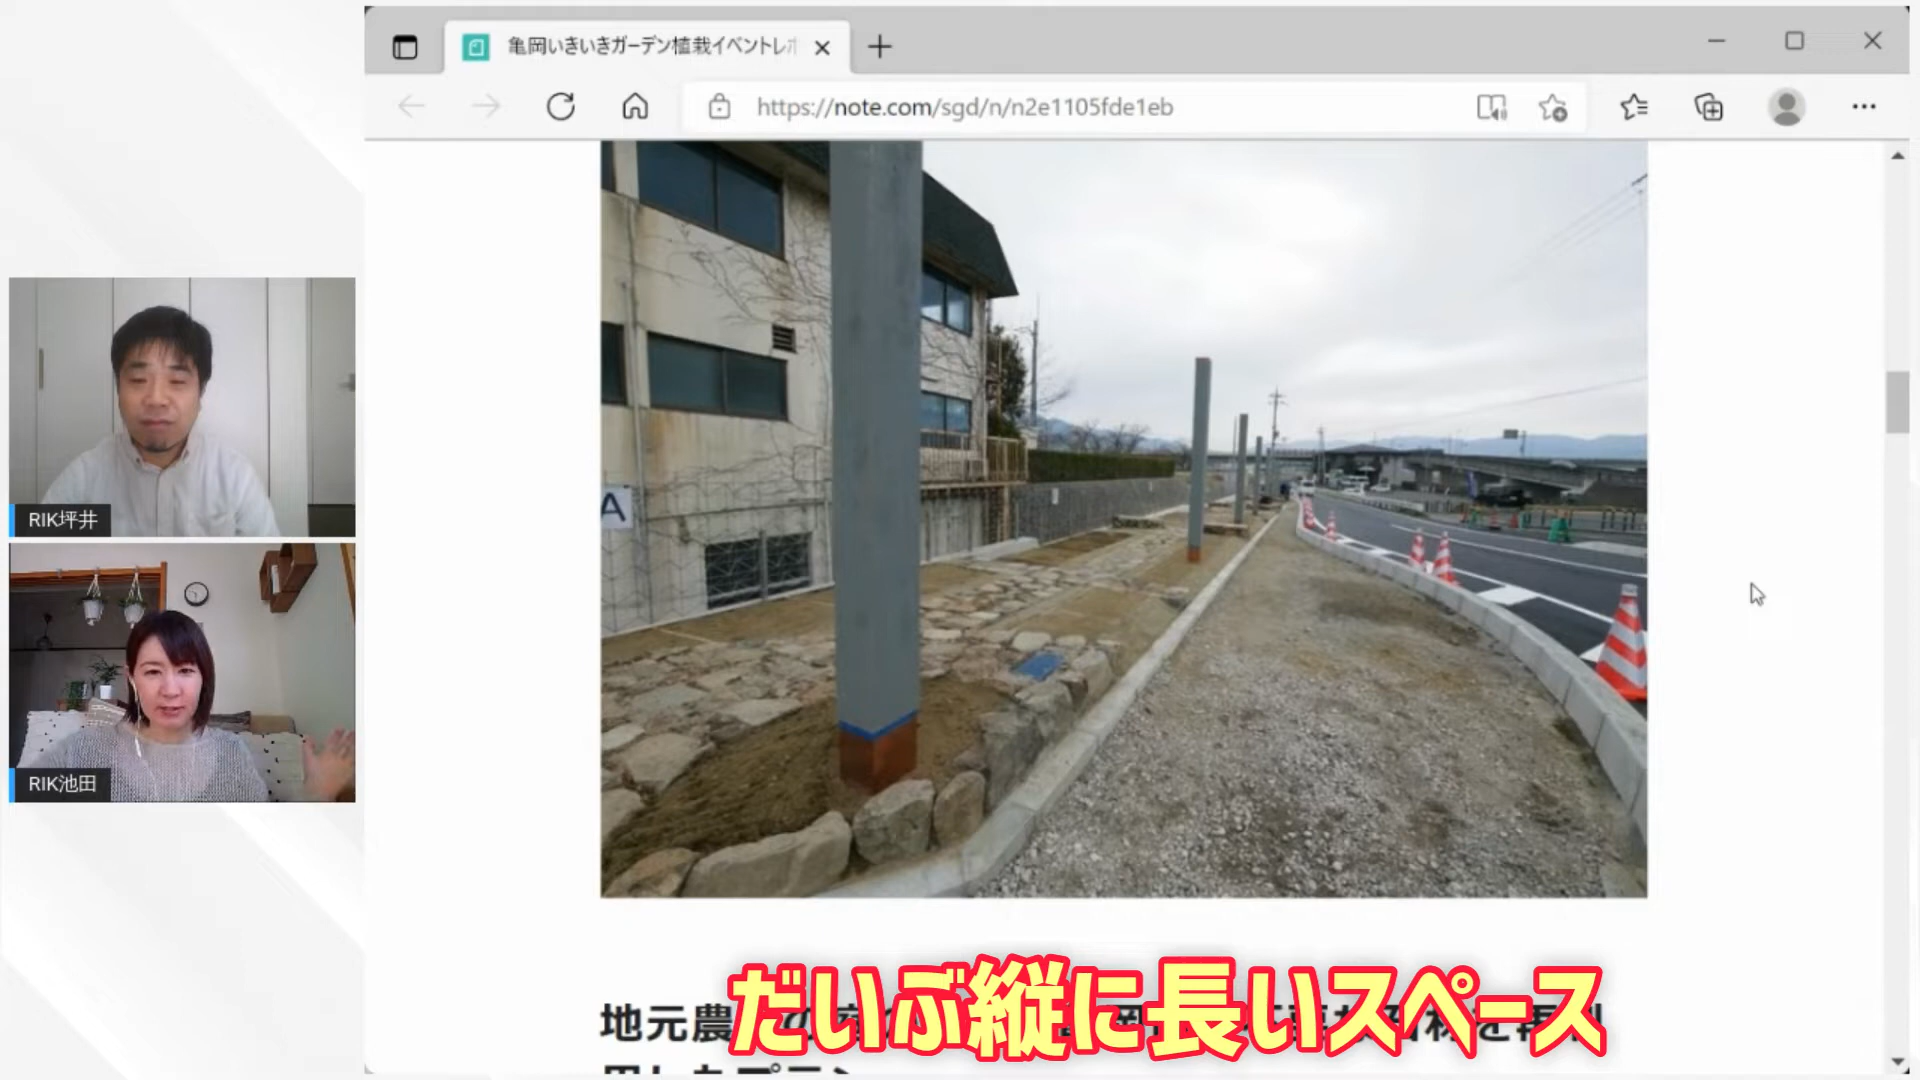 亀岡いきいきガーデン植栽イベントレポ
https://note.com/sgd/n/n2e1105fde1eb
A
RIK坪井
RIK池田
だいぶ縦に長いスペース
地元農